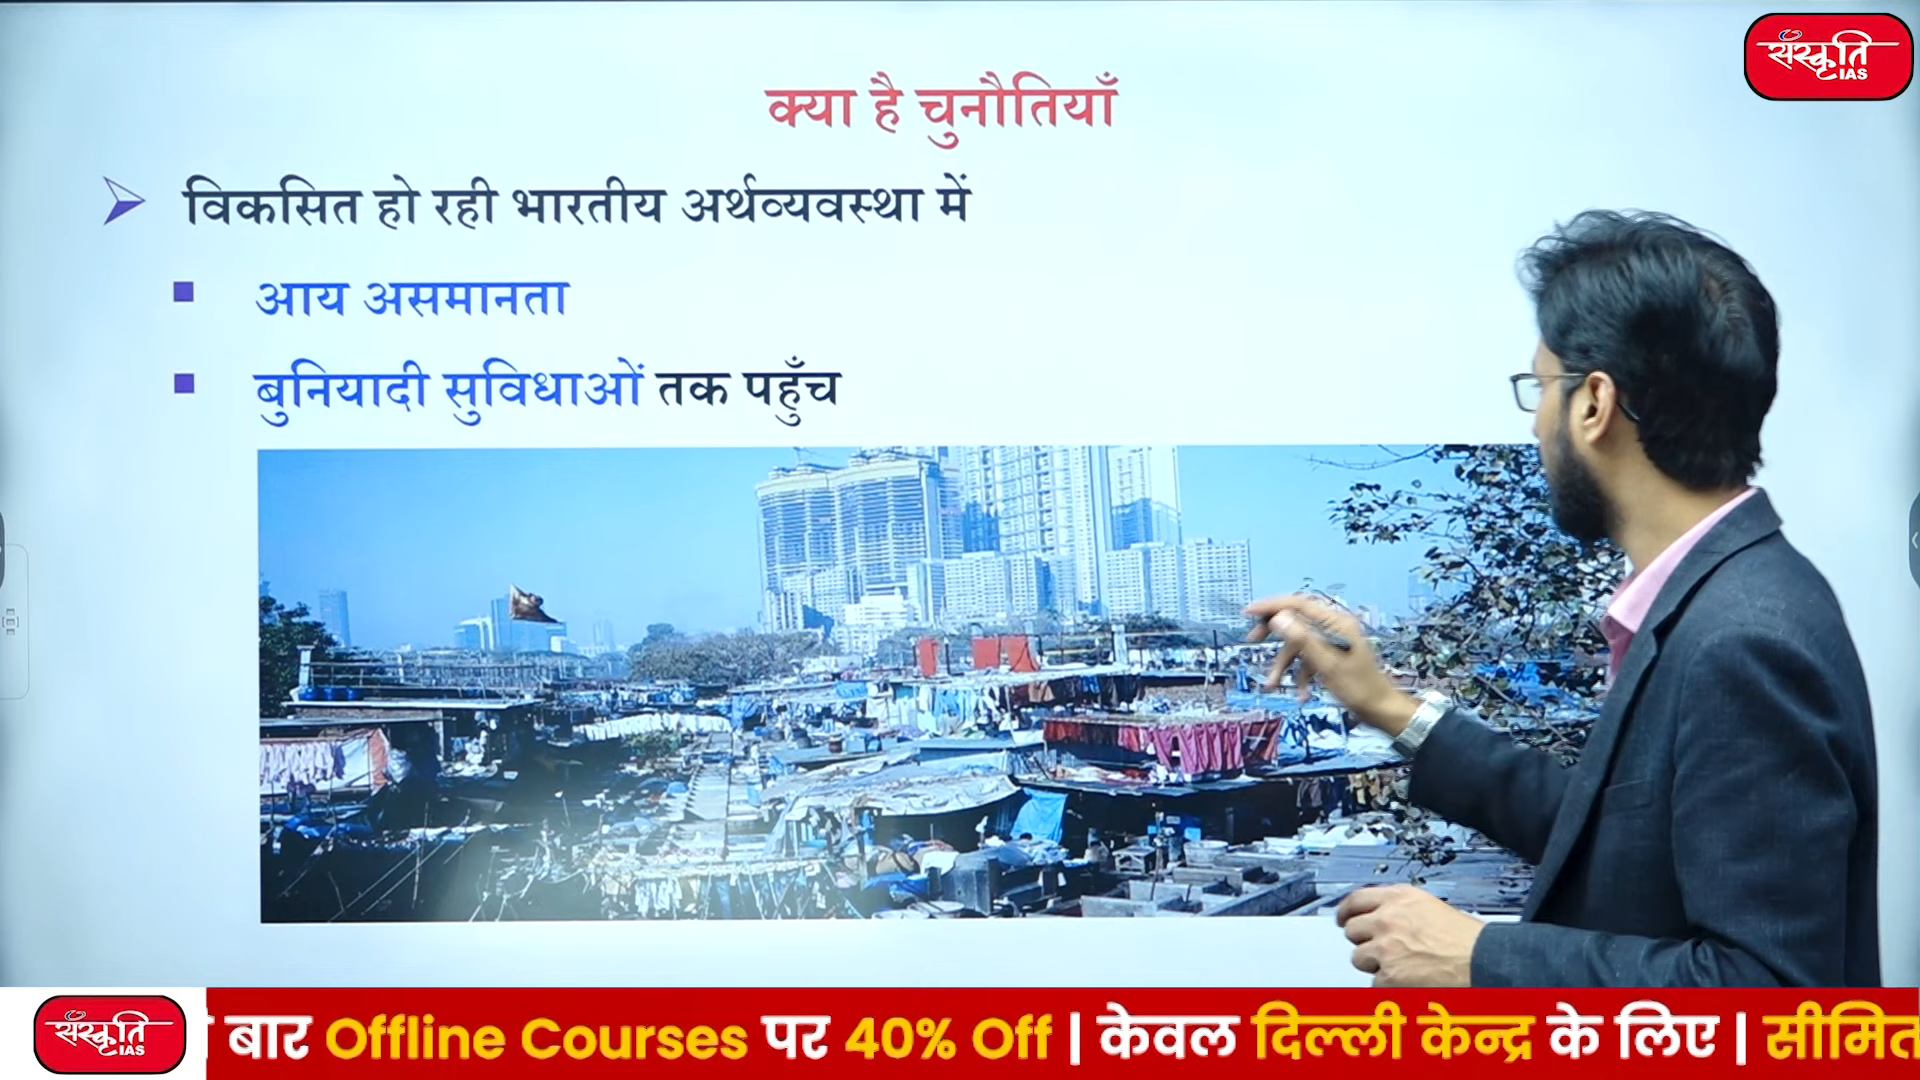 संस्कृति
IAS
क्या है चुनौतियाँ
विकसित हो रही भारतीय अर्थव्यवस्था में
आय असमानता
बुनियादी सुविधाओं तक पहुँच
संस्कृति
IAS
बार Offline Courses पर 40% Off | केवल दिल्ली केन्द्र के लिए |